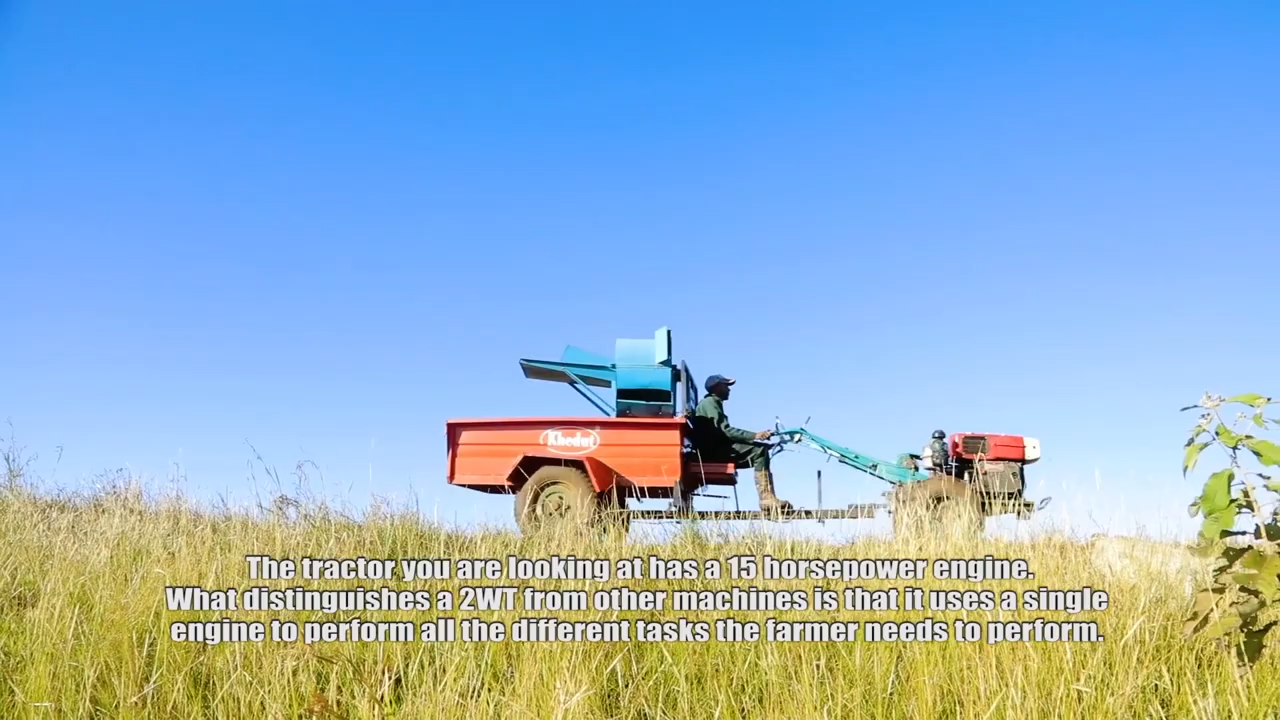 Khedut
The tractor you are looking at has a 15 horsepower engine.
What distinguishes a 2WT from other machines is that it uses a single
engine to perform all the different tasks the farmer needs to perform.